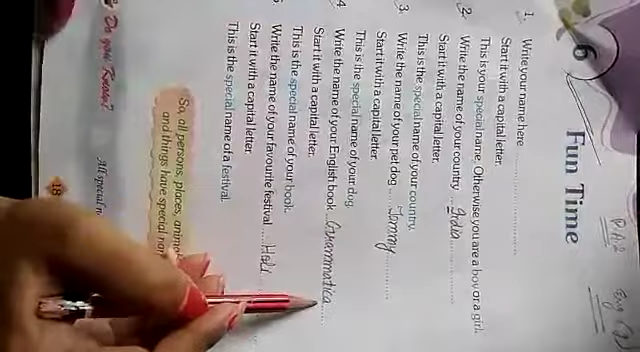 P.A.2 Eng
6
Fun Time
1. Write your name here
Start it with a capital letter.
This is your special name. Otherwise you are a boy or a girl.
2. Write the name of your country ... India
Start it with a capital letter.
This is the special name of your country.
3. Write the name of your pet dog .... Tommy
Start it with a capital letter.
This is the special name of your dog.
4. Write the name of your English book ... Grammatica
Start it with a capital letter.
This is the special name of your book.
Write the name of your favourite festival .... Holi
Start it with a capital letter.
This is the special name of a festival.
"So, all persons, places,
and things have special
Do you Know?
All special
18